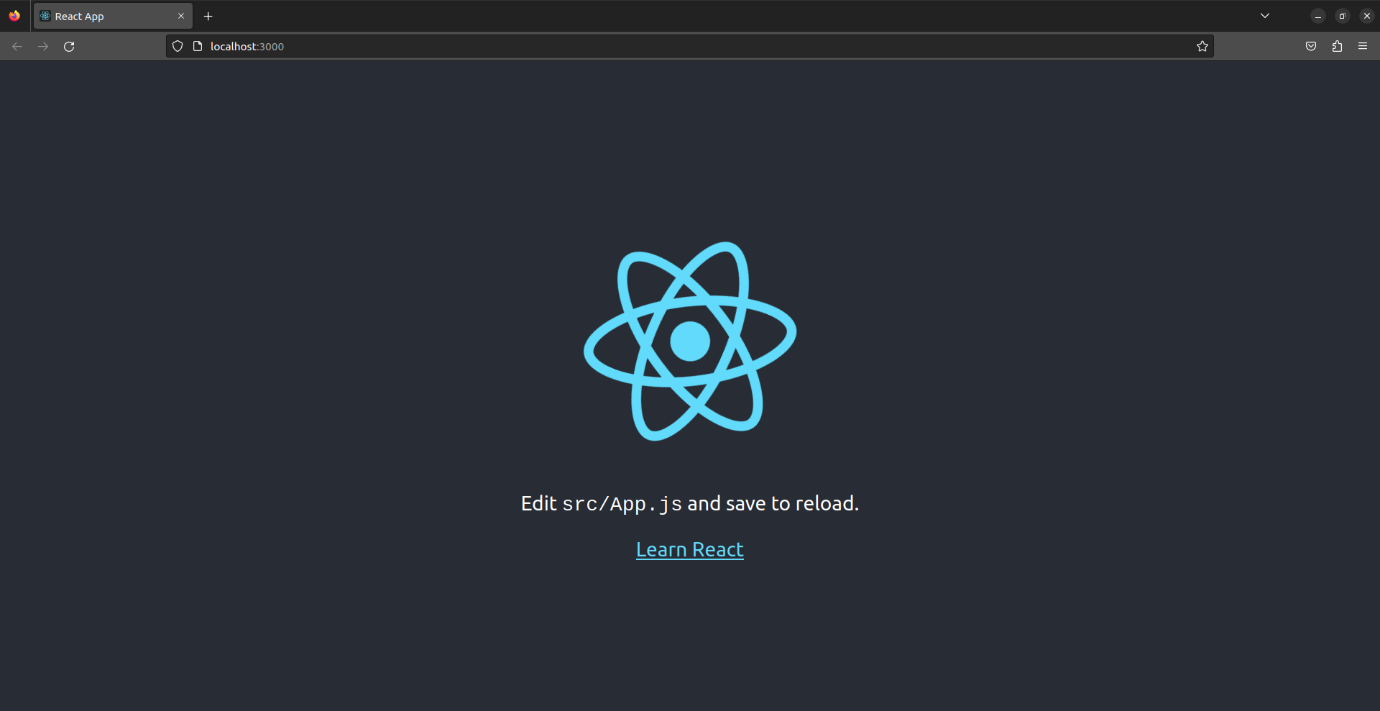 React App
localhost:3000
Edit src/App.js and save to reload.
Learn React